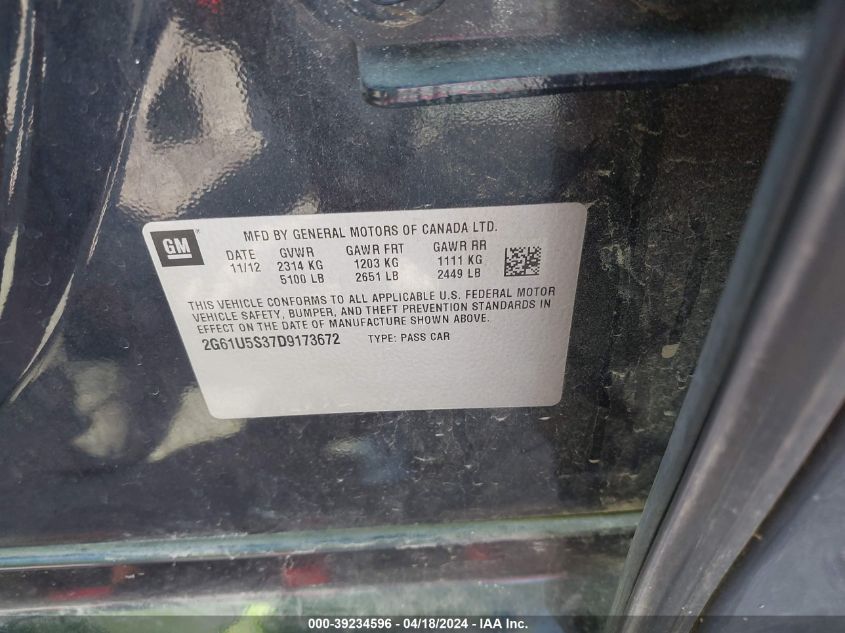 GM
MFD BY GENERAL MOTORS OF CANADA LTD.
DATE GVWR GAWR FRT GAWR RR
11/12 2314 KG 1203 KG 1111 KG
5100 LB 2651 LB 2449 LB
THIS VEHICLE CONFORMS TO ALL APPLICABLE U.S. FEDERAL MOTOR
VEHICLE SAFETY, BUMPER, AND THEFT PREVENTION STANDARDS IN
EFFECT ON THE DATE OF MANUFACTURE SHOWN ABOVE.
2G61U5S37D9173672 TYPE: PASS CAR
000-39234596 - 04/18/2024 - IAA Inc.